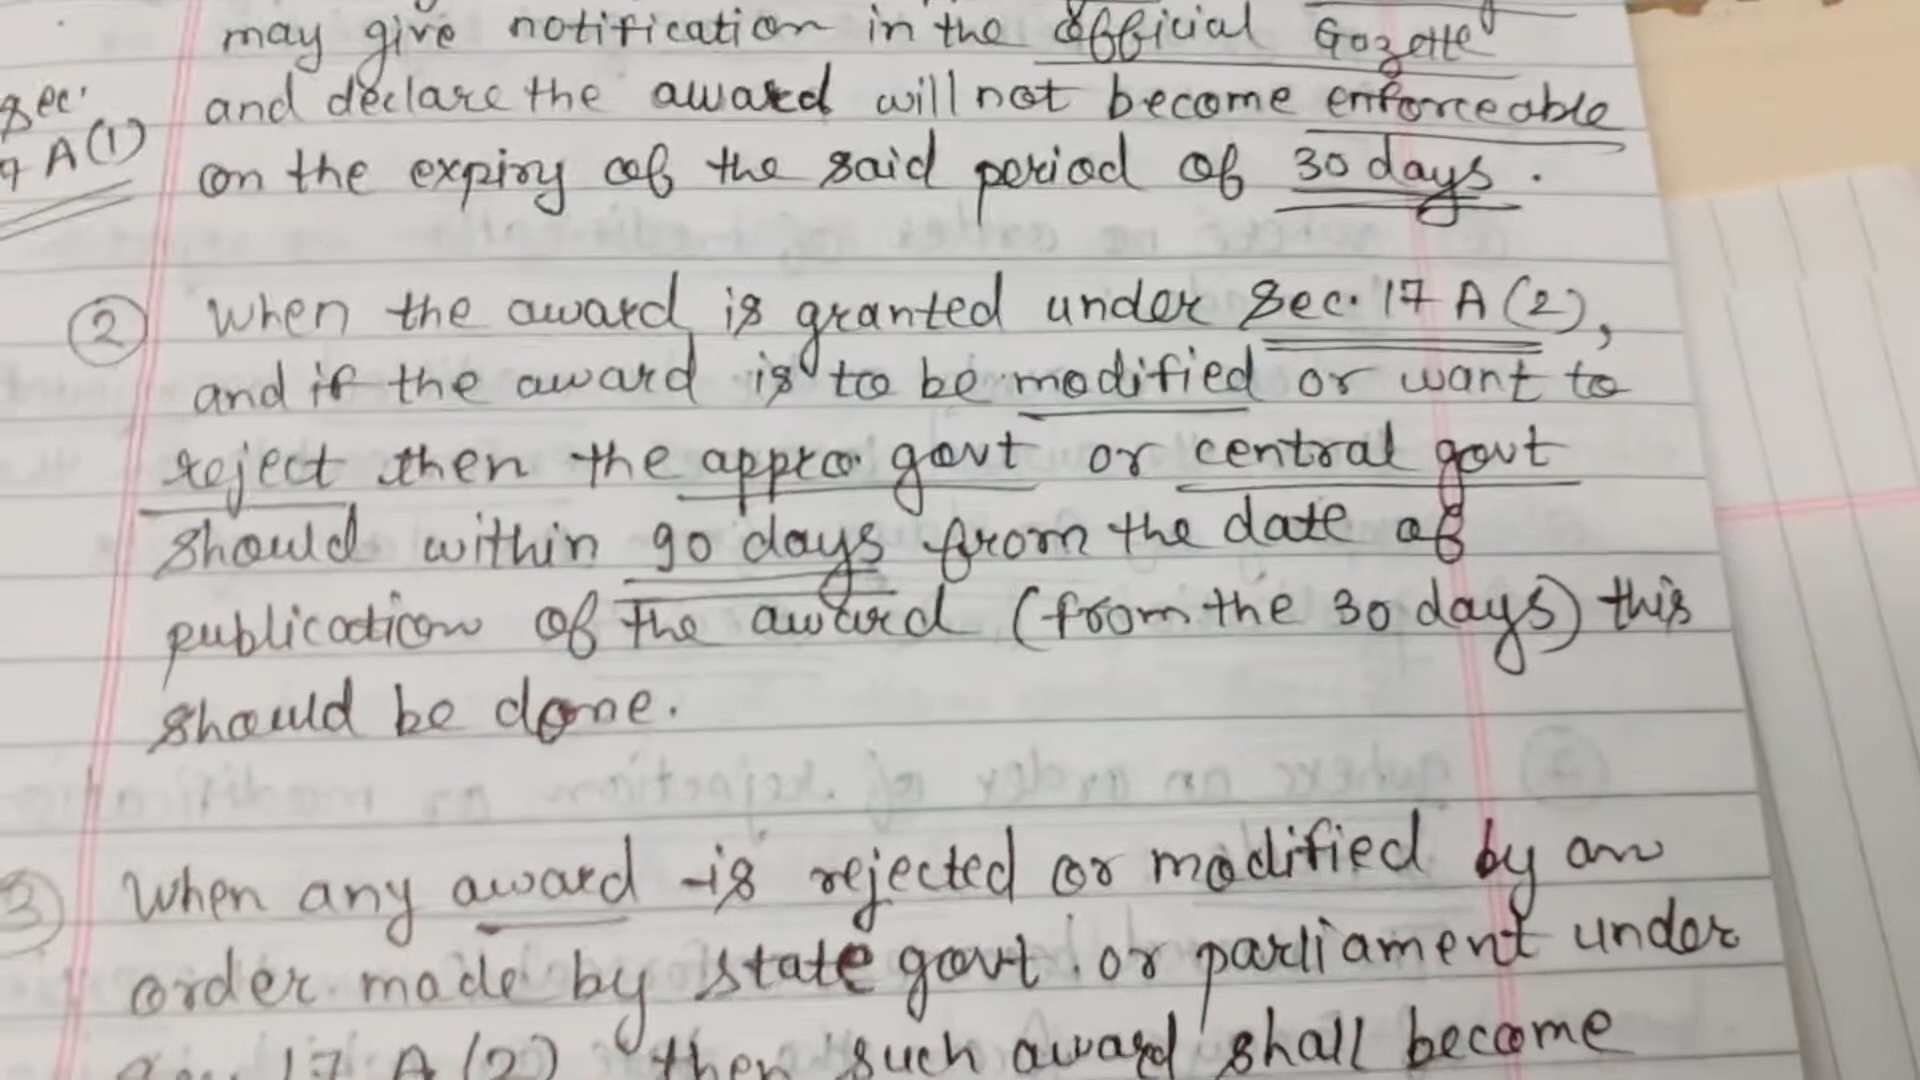 may give notification in the official Gazette
and declare the award will not become enforceable
on the expiry of the said period of 30 days.
Sec.
7 A(1)
② When the award is granted under Sec. 17 A (2),
and if the award is to be modified or want to
reject then the appro. govt or central govt
should within 90 days from the date of
publication of the award (from the 30 days) this
should be done.
3 When any award is rejected or modified by an
order made by state govt. or parliament under
17 A (2) then such award shall become